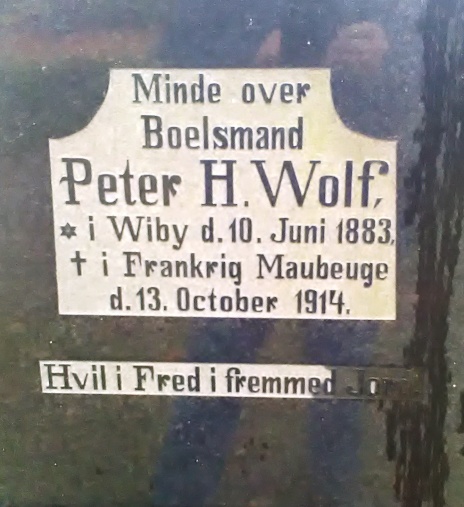 Minde over
Boelsmand
Peter H. Wolf,
* i Wiby d. 10. Juni 1883,
† i Frankrig Maubeuge
d. 13. October 1914.
Hvil i Fred i fremmed